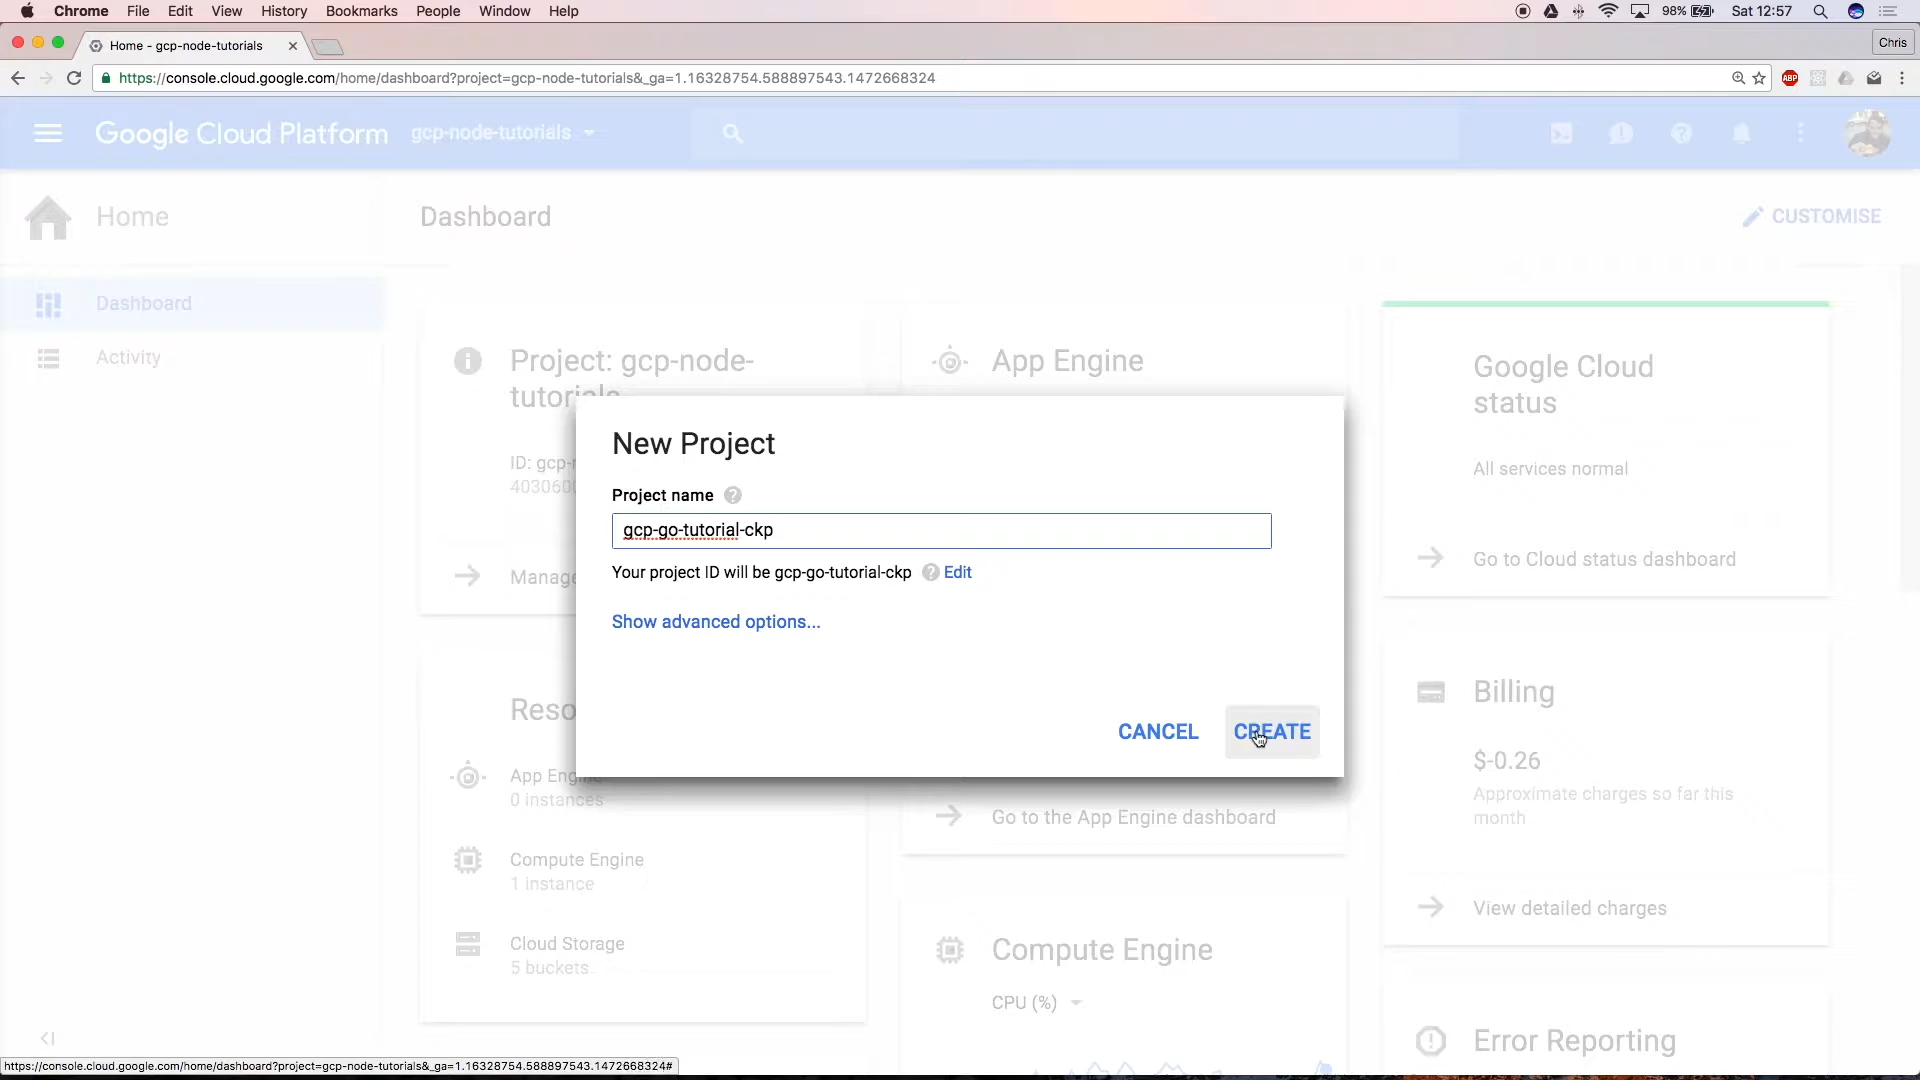 Chrome File Edit View History Bookmarks People Window Help 98% Sat 12:57
Home - gcp-node-tutorials Chris
https://console.cloud.google.com/home/dashboard?project=gcp-node-tutorials&_ga=1.16328754.588897543.1472668324 ABP
Google Cloud Platform gcp-node-tutorials
Home Dashboard CUSTOMISE
Dashboard
Activity
Project: gcp-node-
tutorials
ID: gcp-
403060
Manage
App Engine
Google Cloud
status
All services normal
Go to Cloud status dashboard
New Project
Project name
gcp-go-tutorial-ckp
Your project ID will be gcp-go-tutorial-ckp Edit
Show advanced options...
CANCEL CREATE
Reso
App Engine
0 instances
Compute Engine
1 instance
Cloud Storage
5 buckets
Go to the App Engine dashboard
Compute Engine
CPU (%)
Billing
$-0.26
Approximate charges so far this
month
View detailed charges
Error Reporting
https://console.cloud.google.com/home/dashboard?project=gcp-node-tutorials&_ga=1.16328754.588897543.1472668324#